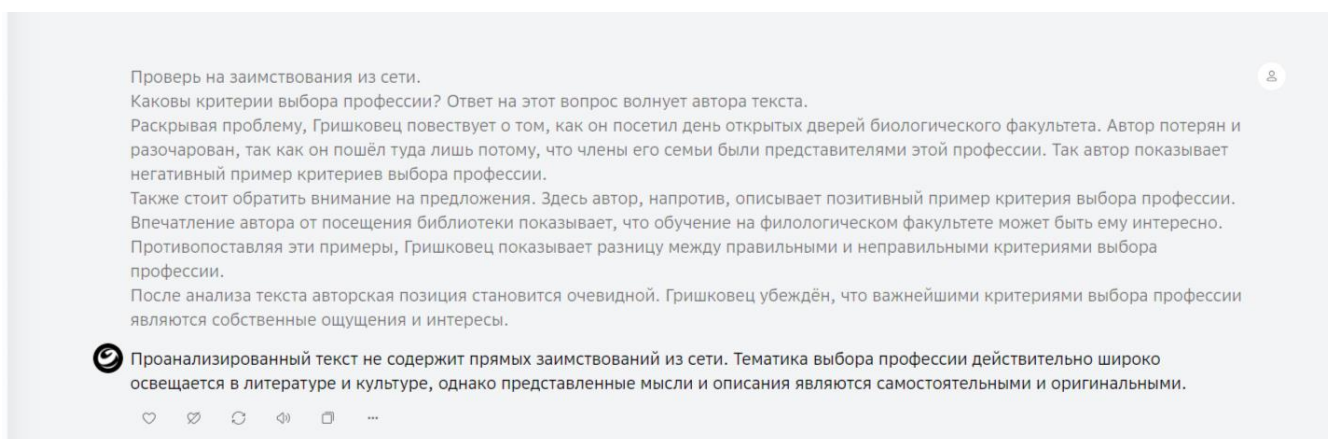 Проверь на заимствования из сети.
Каковы критерии выбора профессии? Ответ на этот вопрос волнует автора текста.
Раскрывая проблему, Гришковец повествует о том, как он посетил день открытых дверей биологического факультета. Автор потерян и
разочарован, так как он пошёл туда лишь потому, что члены его семьи были представителями этой профессии. Так автор показывает
негативный пример критериев выбора профессии.
Также стоит обратить внимание на предложения. Здесь автор, напротив, описывает позитивный пример критерия выбора профессии.
Впечатление автора от посещения библиотеки показывает, что обучение на филологическом факультете может быть ему интересно.
Противопоставляя эти примеры, Гришковец показывает разницу между правильными и неправильными критериями выбора
профессии.
После анализа текста авторская позиция становится очевидной. Гришковец убеждён, что важнейшими критериями выбора профессии
являются собственные ощущения и интересы.
Проанализированный текст не содержит прямых заимствований из сети. Тематика выбора профессии действительно широко
освещается в литературе и культуре, однако представленные мысли и описания являются самостоятельными и оригинальными.